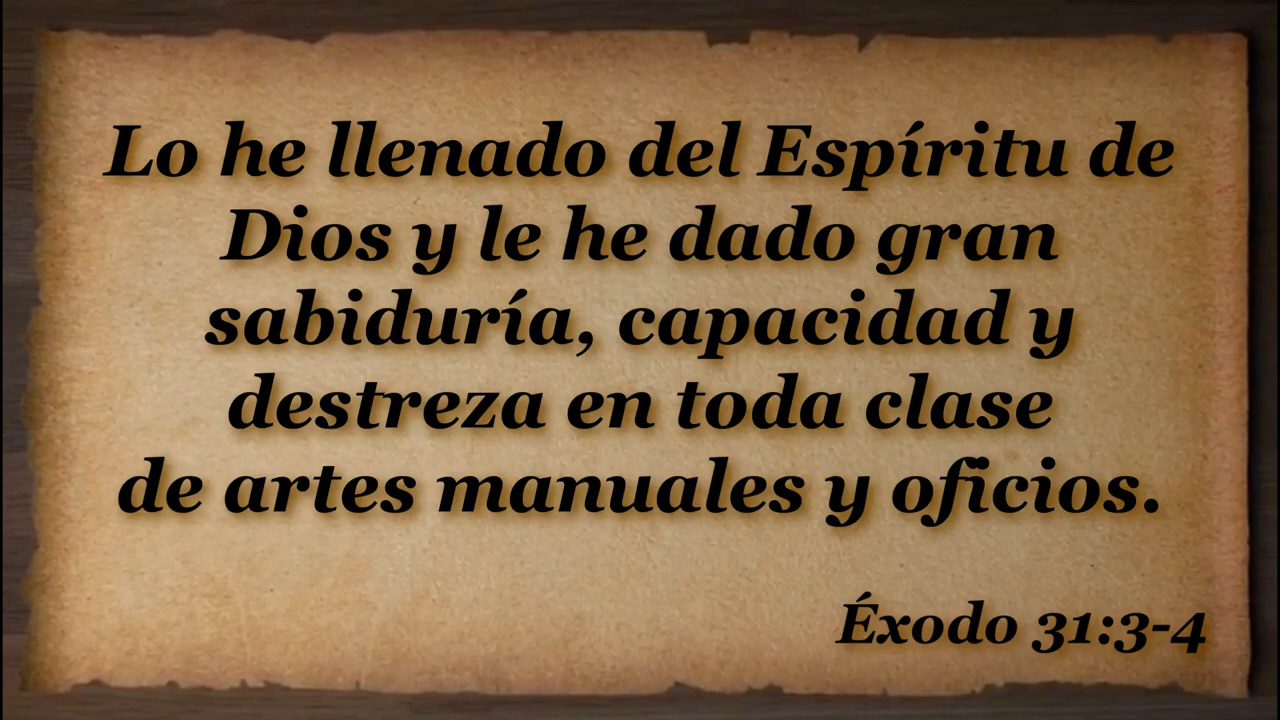 Lo he llenado del Espíritu de
Dios y le he dado gran
sabiduría, capacidad y
destreza en toda clase
de artes manuales y oficios.
Éxodo 31:3-4